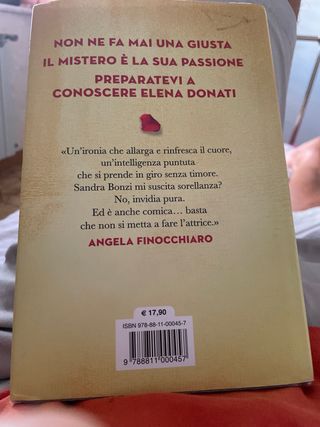 NON NE FA MAI UNA GIUSTA
IL MISTERO È LA SUA PASSIONE
PREPARATEVI A
CONOSCERE ELENA DONATI
«Un'ironia che allarga e rinfresca il cuore,
un'intelligenza puntuta
che si prende in giro senza timore.
Sandra Bonzi mi suscita sorellanza?
No, invidia pura.
Ed è anche comica... basta
che non si metta a fare l'attrice.»
ANGELA FINOCCHIARO
€ 17,90
ISBN 978-88-11-00045-7
9 788811 000457